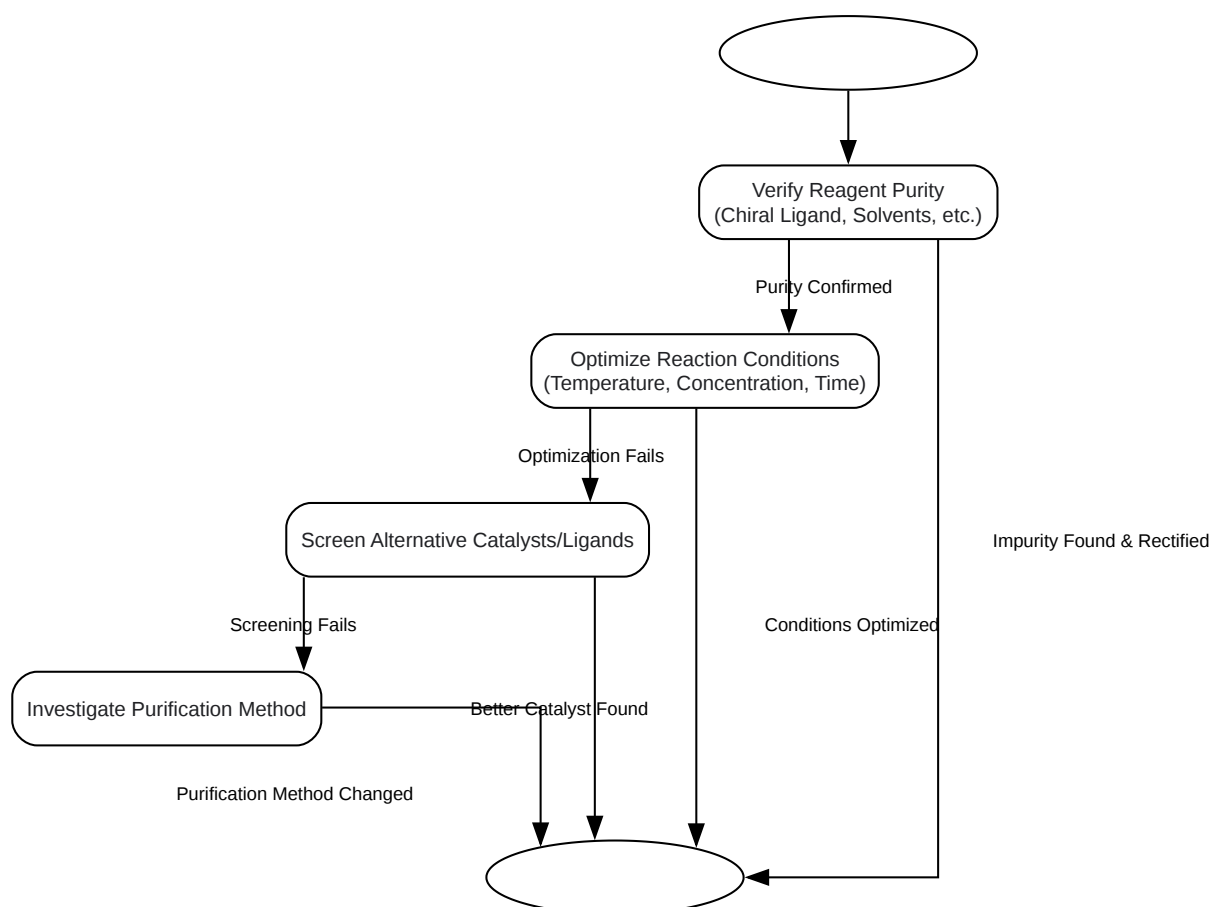 Verify Reagent Purity
(Chiral Ligand, Solvents, etc.)
Purity Confirmed
Optimize Reaction Conditions
(Temperature, Concentration, Time)
Optimization Fails
Screen Alternative Catalysts/Ligands
Impurity Found & Rectified
Screening Fails
Conditions Optimized
Investigate Purification Method
Better Catalyst Found
Purification Method Changed